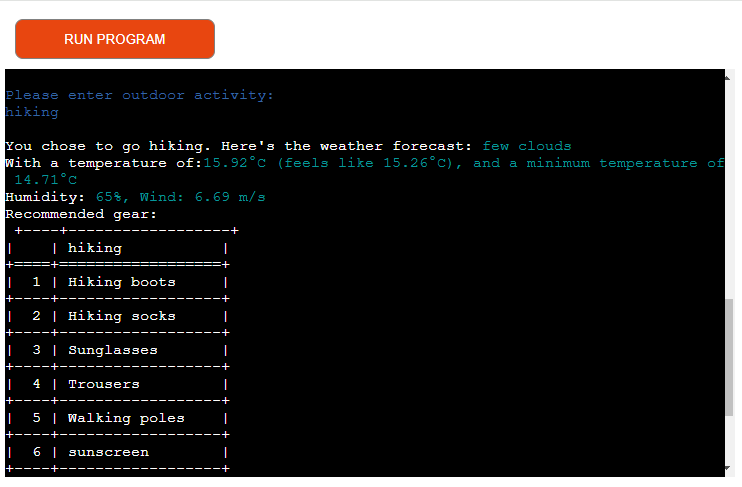 RUN PROGRAM
Please enter outdoor activity:
hiking
You chose to go hiking. Here's the weather forecast: few clouds
With a temperature of:15.92°C (feels like 15.26°C), and a minimum temperature of
 14.71°C
Humidity: 65%, Wind: 6.69 m/s
Recommended gear:
 +----+------------------+
|    | hiking           |
+====+==================+
|  1 | Hiking boots     |
+----+------------------+
|  2 | Hiking socks     |
+----+------------------+
|  3 | Sunglasses       |
+----+------------------+
|  4 | Trousers         |
+----+------------------+
|  5 | Walking poles    |
+----+------------------+
|  6 | sunscreen        |
+----+------------------+